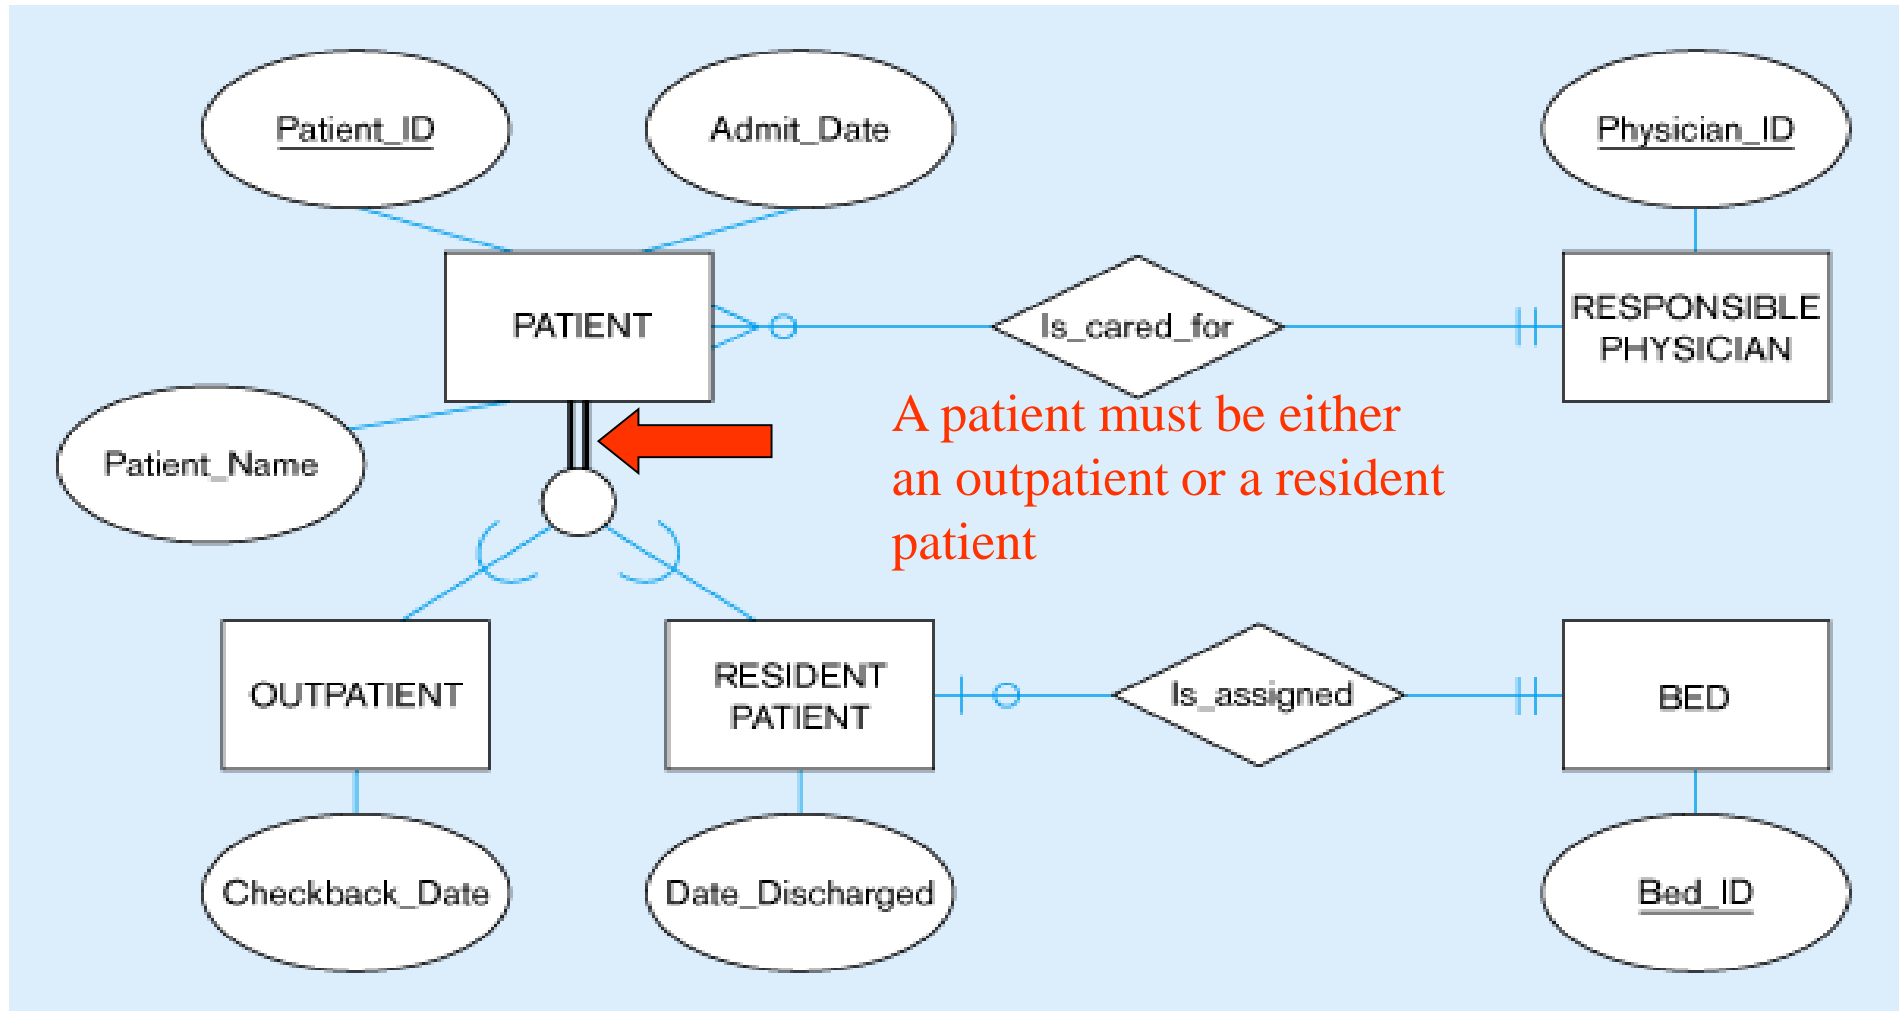 Patient_ID
Admit_Date
Physician_ID
PATIENT
Is_cared_for
RESPONSIBLE
PHYSICIAN
A patient must be either
an outpatient or a resident
patient
Patient_Name
OUTPATIENT
RESIDENT
PATIENT
Is_assigned
BED
Checkback_Date
Date_Discharged
Bed_ID